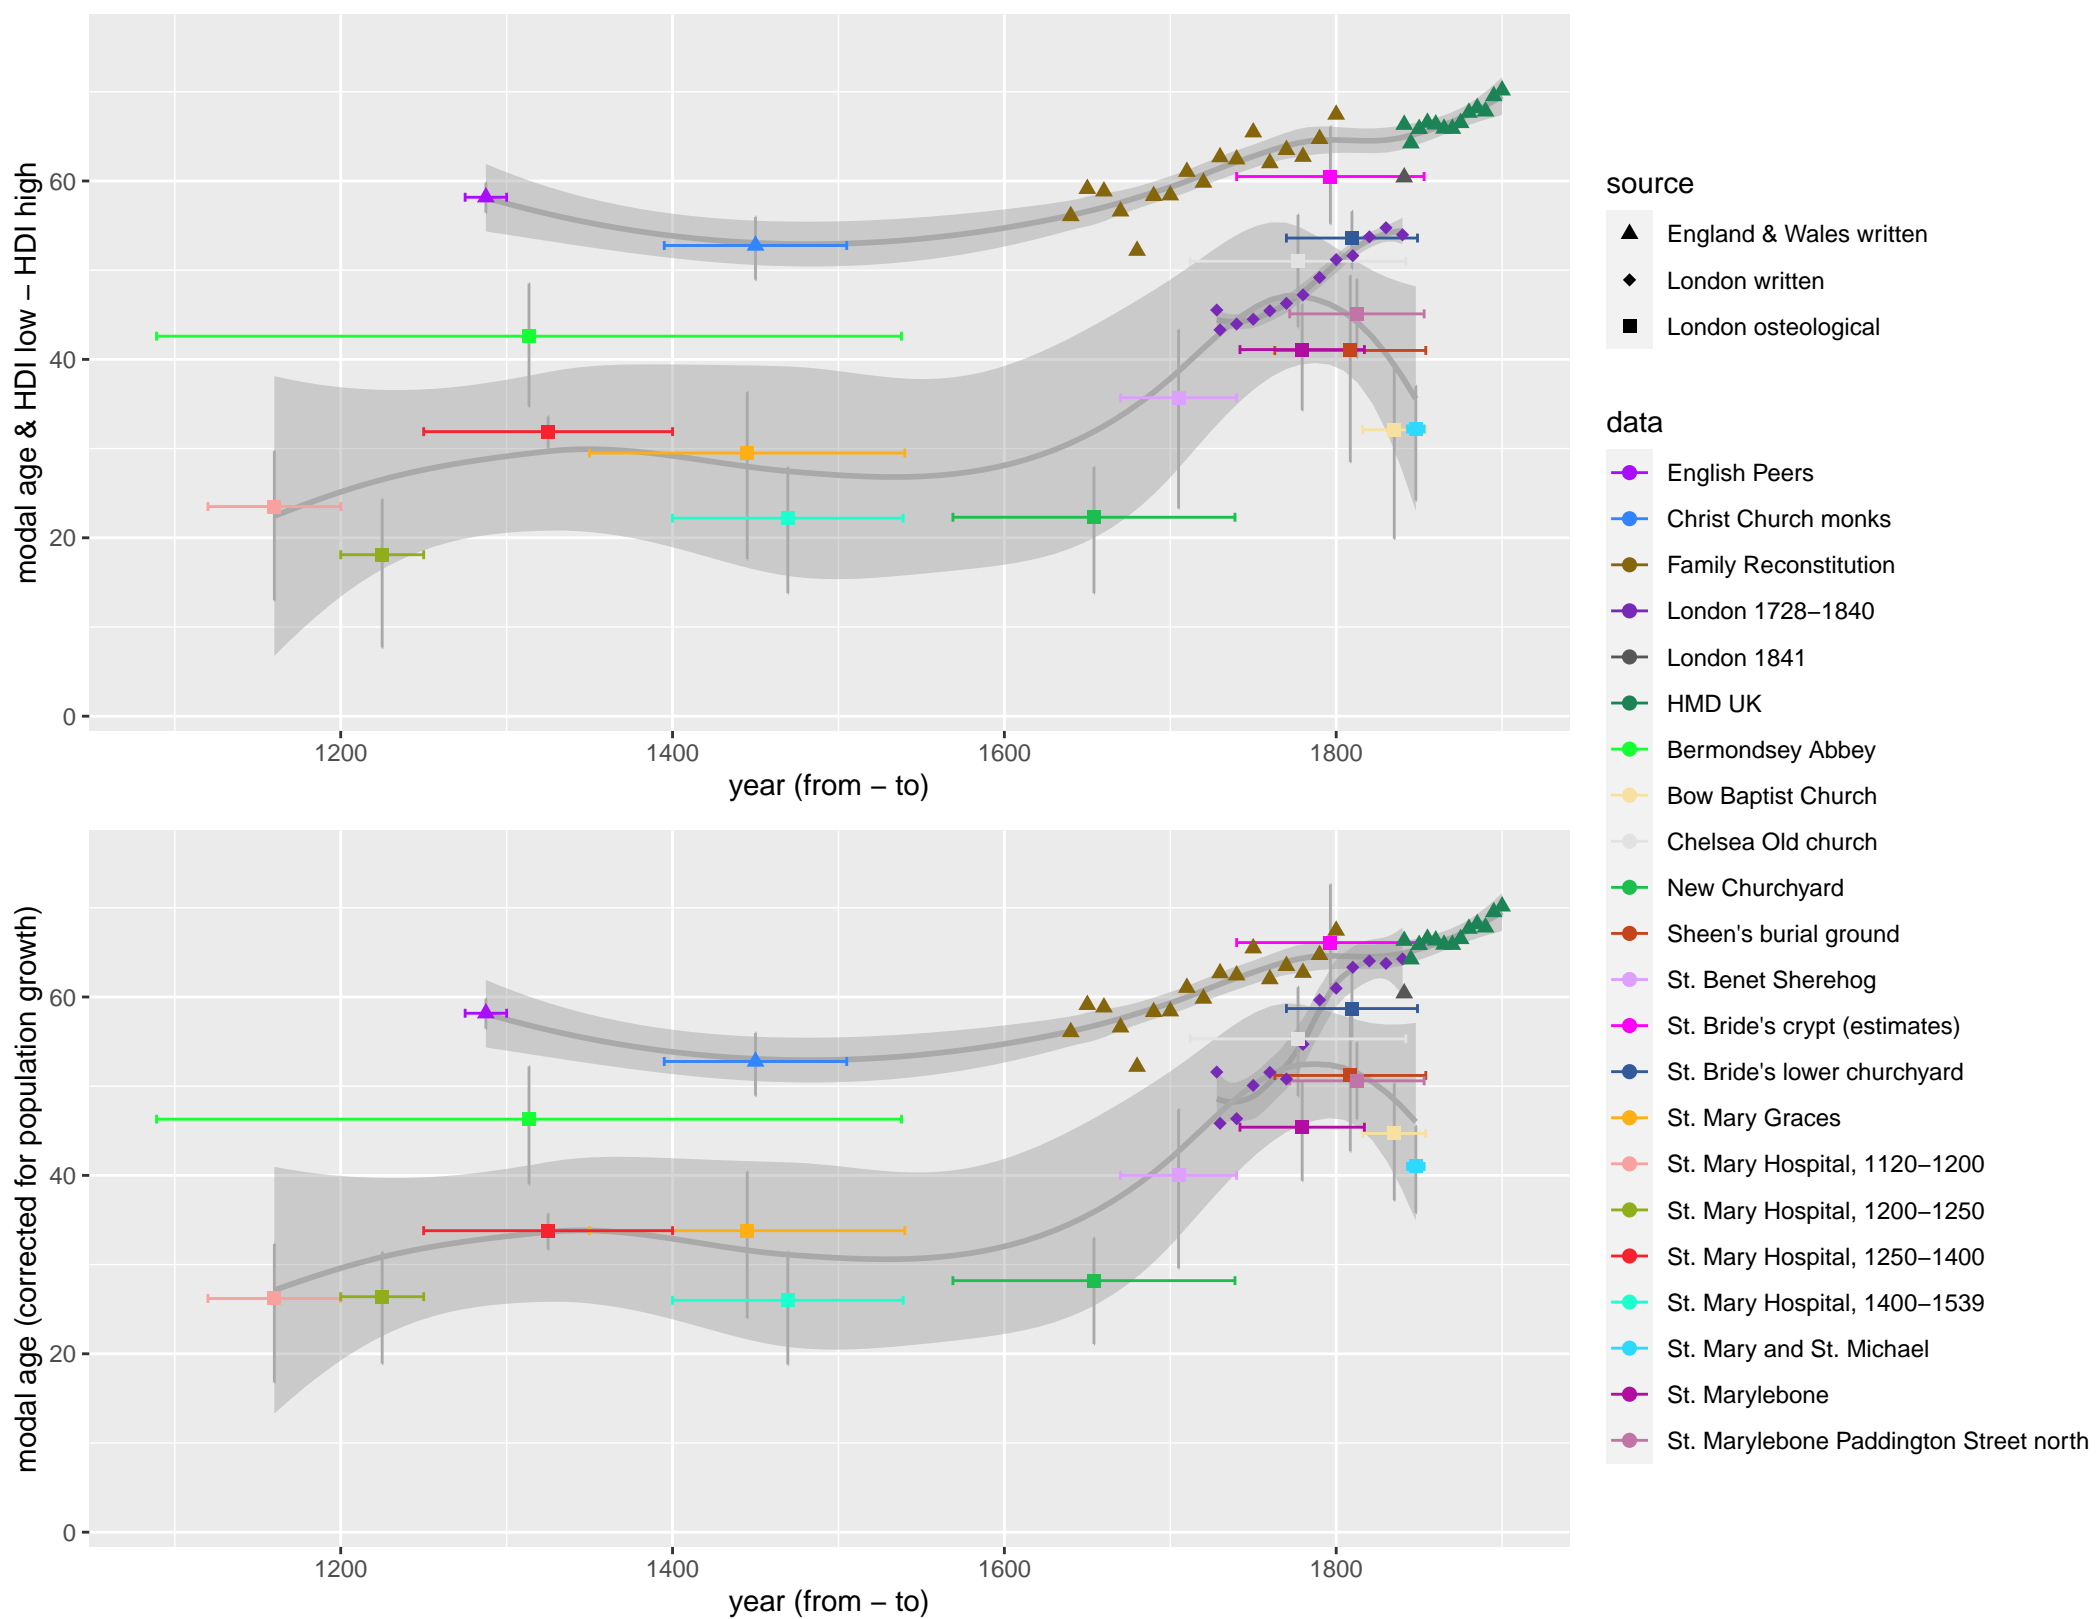 modal age & HDI low – HDI high
60
40
20
0
1200
1400
1600
1800
year (from – to)
modal age (corrected for population growth)
60
40
20
0
1200
1400
1600
1800
year (from – to)
source
England & Wales written
London written
London osteological
data
English Peers
Christ Church monks
Family Reconstitution
London 1728–1840
London 1841
HMD UK
Bermondsey Abbey
Bow Baptist Church
Chelsea Old church
New Churchyard
Sheen's burial ground
St. Benet Sherehog
St. Bride's crypt (estimates)
St. Bride's lower churchyard
St. Mary Graces
St. Mary Hospital, 1120–1200
St. Mary Hospital, 1200–1250
St. Mary Hospital, 1250–1400
St. Mary Hospital, 1400–1539
St. Mary and St. Michael
St. Marylebone
St. Marylebone Paddington Street north